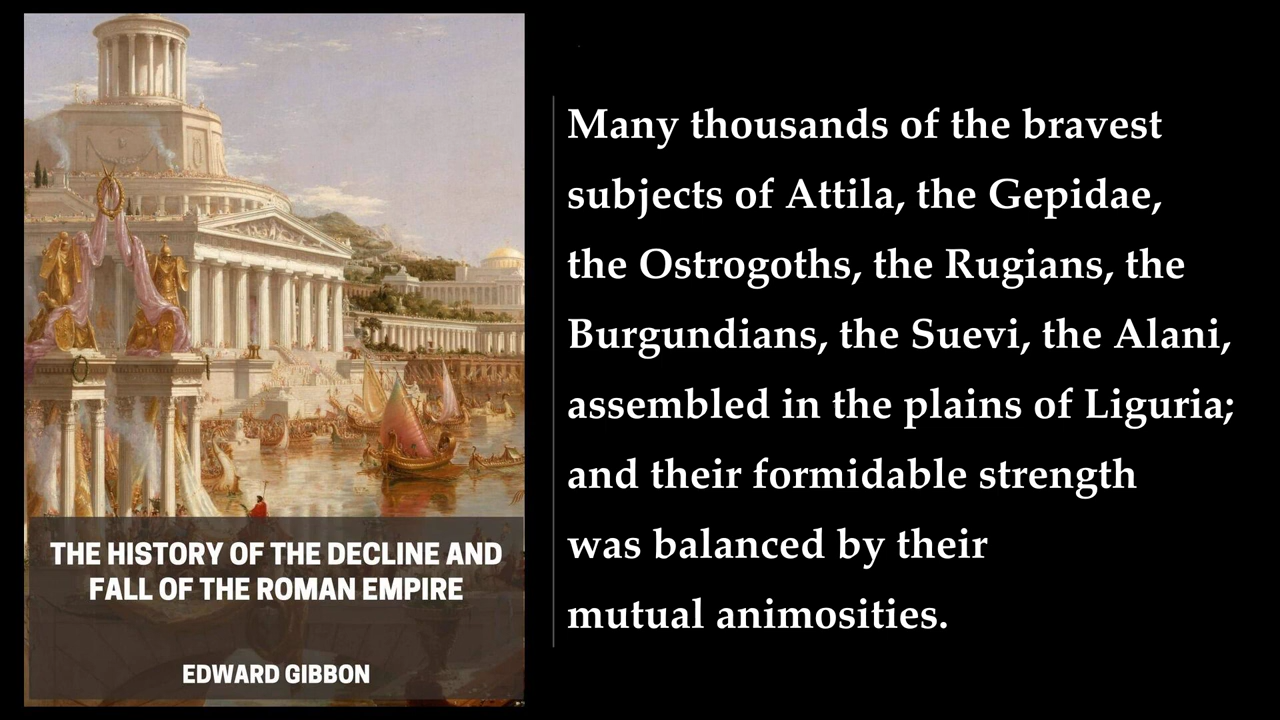 THE HISTORY OF THE DECLINE AND
FALL OF THE ROMAN EMPIRE
EDWARD GIBBON
Many thousands of the bravest
subjects of Attila, the Gepidae,
the Ostrogoths, the Rugians, the
Burgundians, the Suevi, the Alani,
assembled in the plains of Liguria;
and their formidable strength
was balanced by their
mutual animosities.